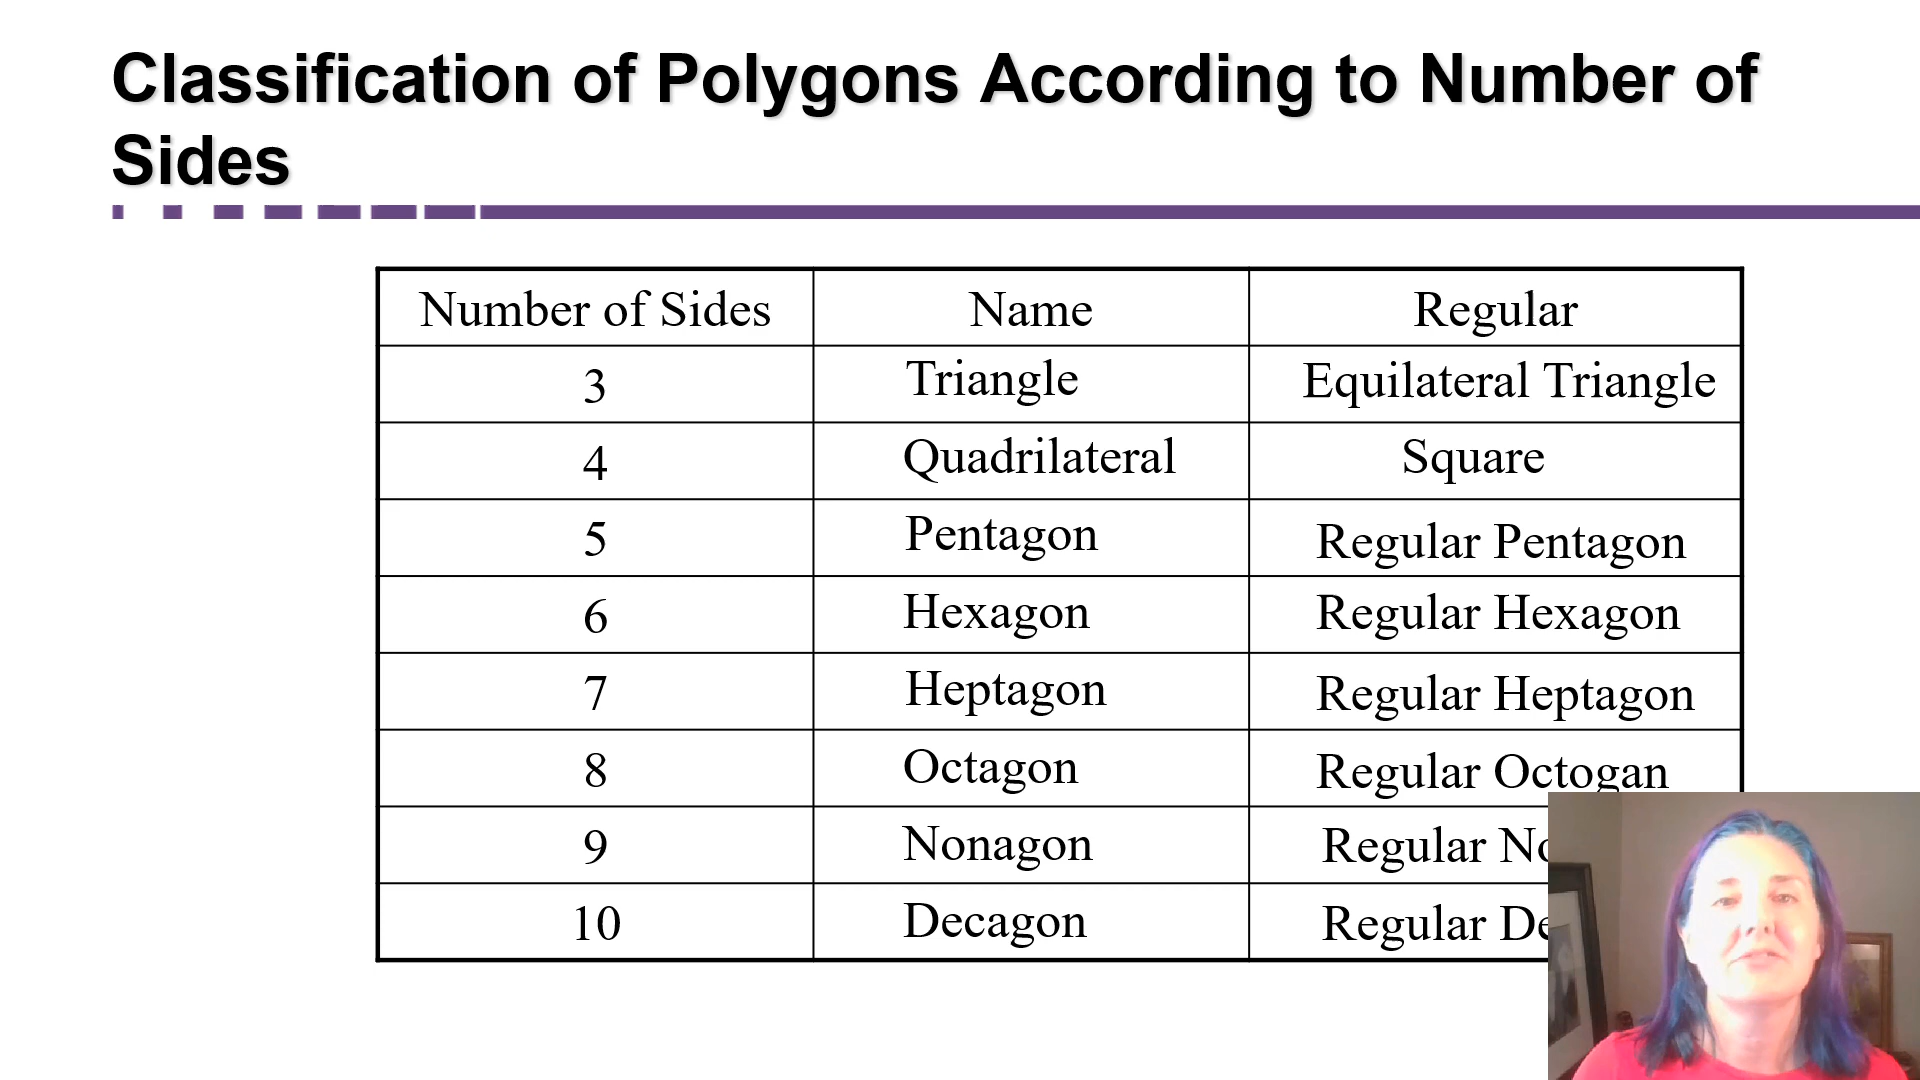 Classification of Polygons According to Number of
Sides
Number of Sides Name Regular
3 Triangle Equilateral Triangle
4 Quadrilateral Square
5 Pentagon Regular Pentagon
6 Hexagon Regular Hexagon
7 Heptagon Regular Heptagon
8 Octagon Regular Octogan
9 Nonagon Regular
10 Decagon Regular